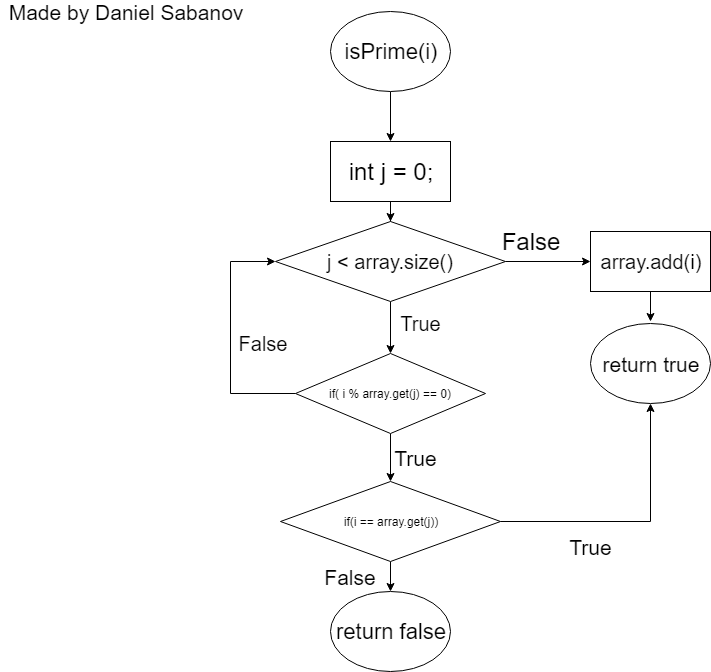 Made by Daniel Sabanov
isPrime(i)
int j = 0;
j < array.size()
False
array.add(i)
True
return true
False
if( i % array.get(j) == 0)
True
if(i == array.get(j))
True
False
return false